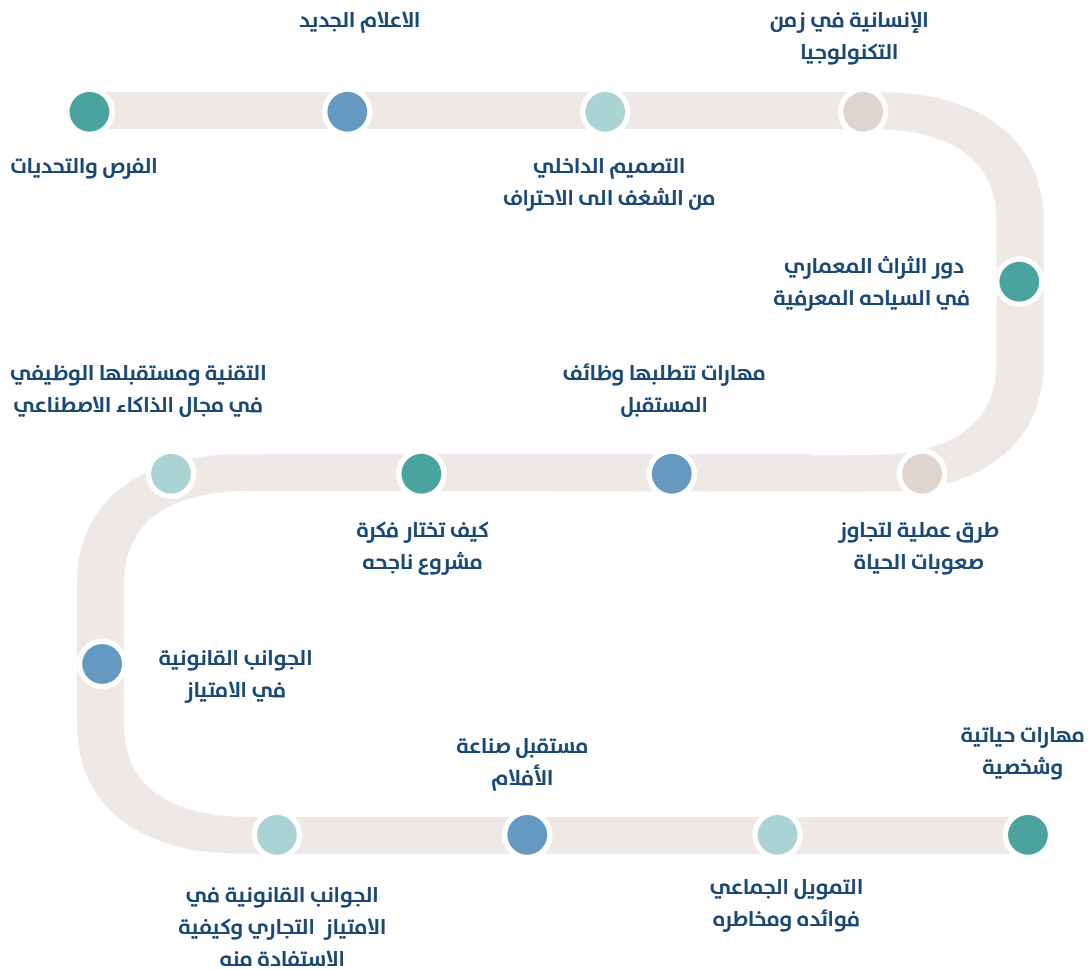 الاعلام الجديد
الإنسانية في زمن
التكنولوجيا
الفرص والتحديات
التصميم الداخلي
من الشغف الى الاحتراف
دور الثراث المعماري
في السياحه المعرفية
مهارات تتطلبها وظائف
المستقبل
التقنية ومستقبلها الوظيفي
في مجال الذاكاء الاصطناعي
طرق عملية لتجاوز
صعوبات الحياة
كيف تختار فكرة
مشروع ناجحه
الجوانب القانونية
في الامتياز
مهارات حياتية
وشخصية
مستقبل صناعة
الأفلام
التمويل الجماعي
فوائده ومخاطره
الجوانب القانونية في
الامتياز التجاري وكيفية
الاستفادة منه